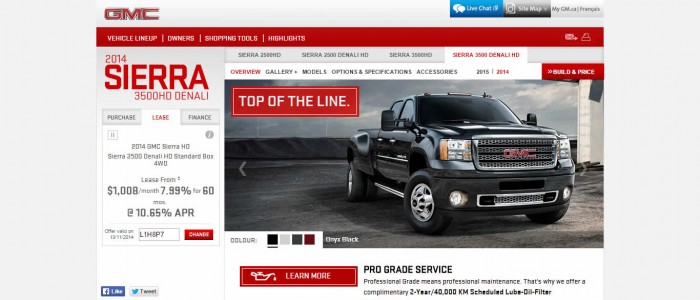 GMC
Live Chat
Site Map
My GM.ca | Français
VEHICLE LINEUP | OWNERS | SHOPPING TOOLS | HIGHLIGHTS
2014
SIERRA
3500HD DENALI
SIERRA 2500HD
SIERRA 2500 DENALI HD
SIERRA 3500HD
SIERRA 3500 DENALI HD
OVERVIEW
GALLERY
MODELS
OPTIONS & SPECIFICATIONS
ACCESSORIES
2015 | 2014
BUILD & PRICE
TOP OF THE LINE.
PURCHASE
LEASE
FINANCE
2014 GMC Sierra HD
Sierra 3500 Denali HD Standard Box
4WD
Lease From
$1,008/month 7.99% for 60
mos.
@ 10.65% APR
Offer valid on:
13/11/2014
L1H8P7
CHANGE
GMC
COLOUR:
Onyx Black
Like
Tweet
LEARN MORE
PRO GRADE SERVICE
Professional Grade means professional maintenance. That's why we offer a
complimentary 2-Year/40,000 KM Scheduled Lube-Oil-Filter